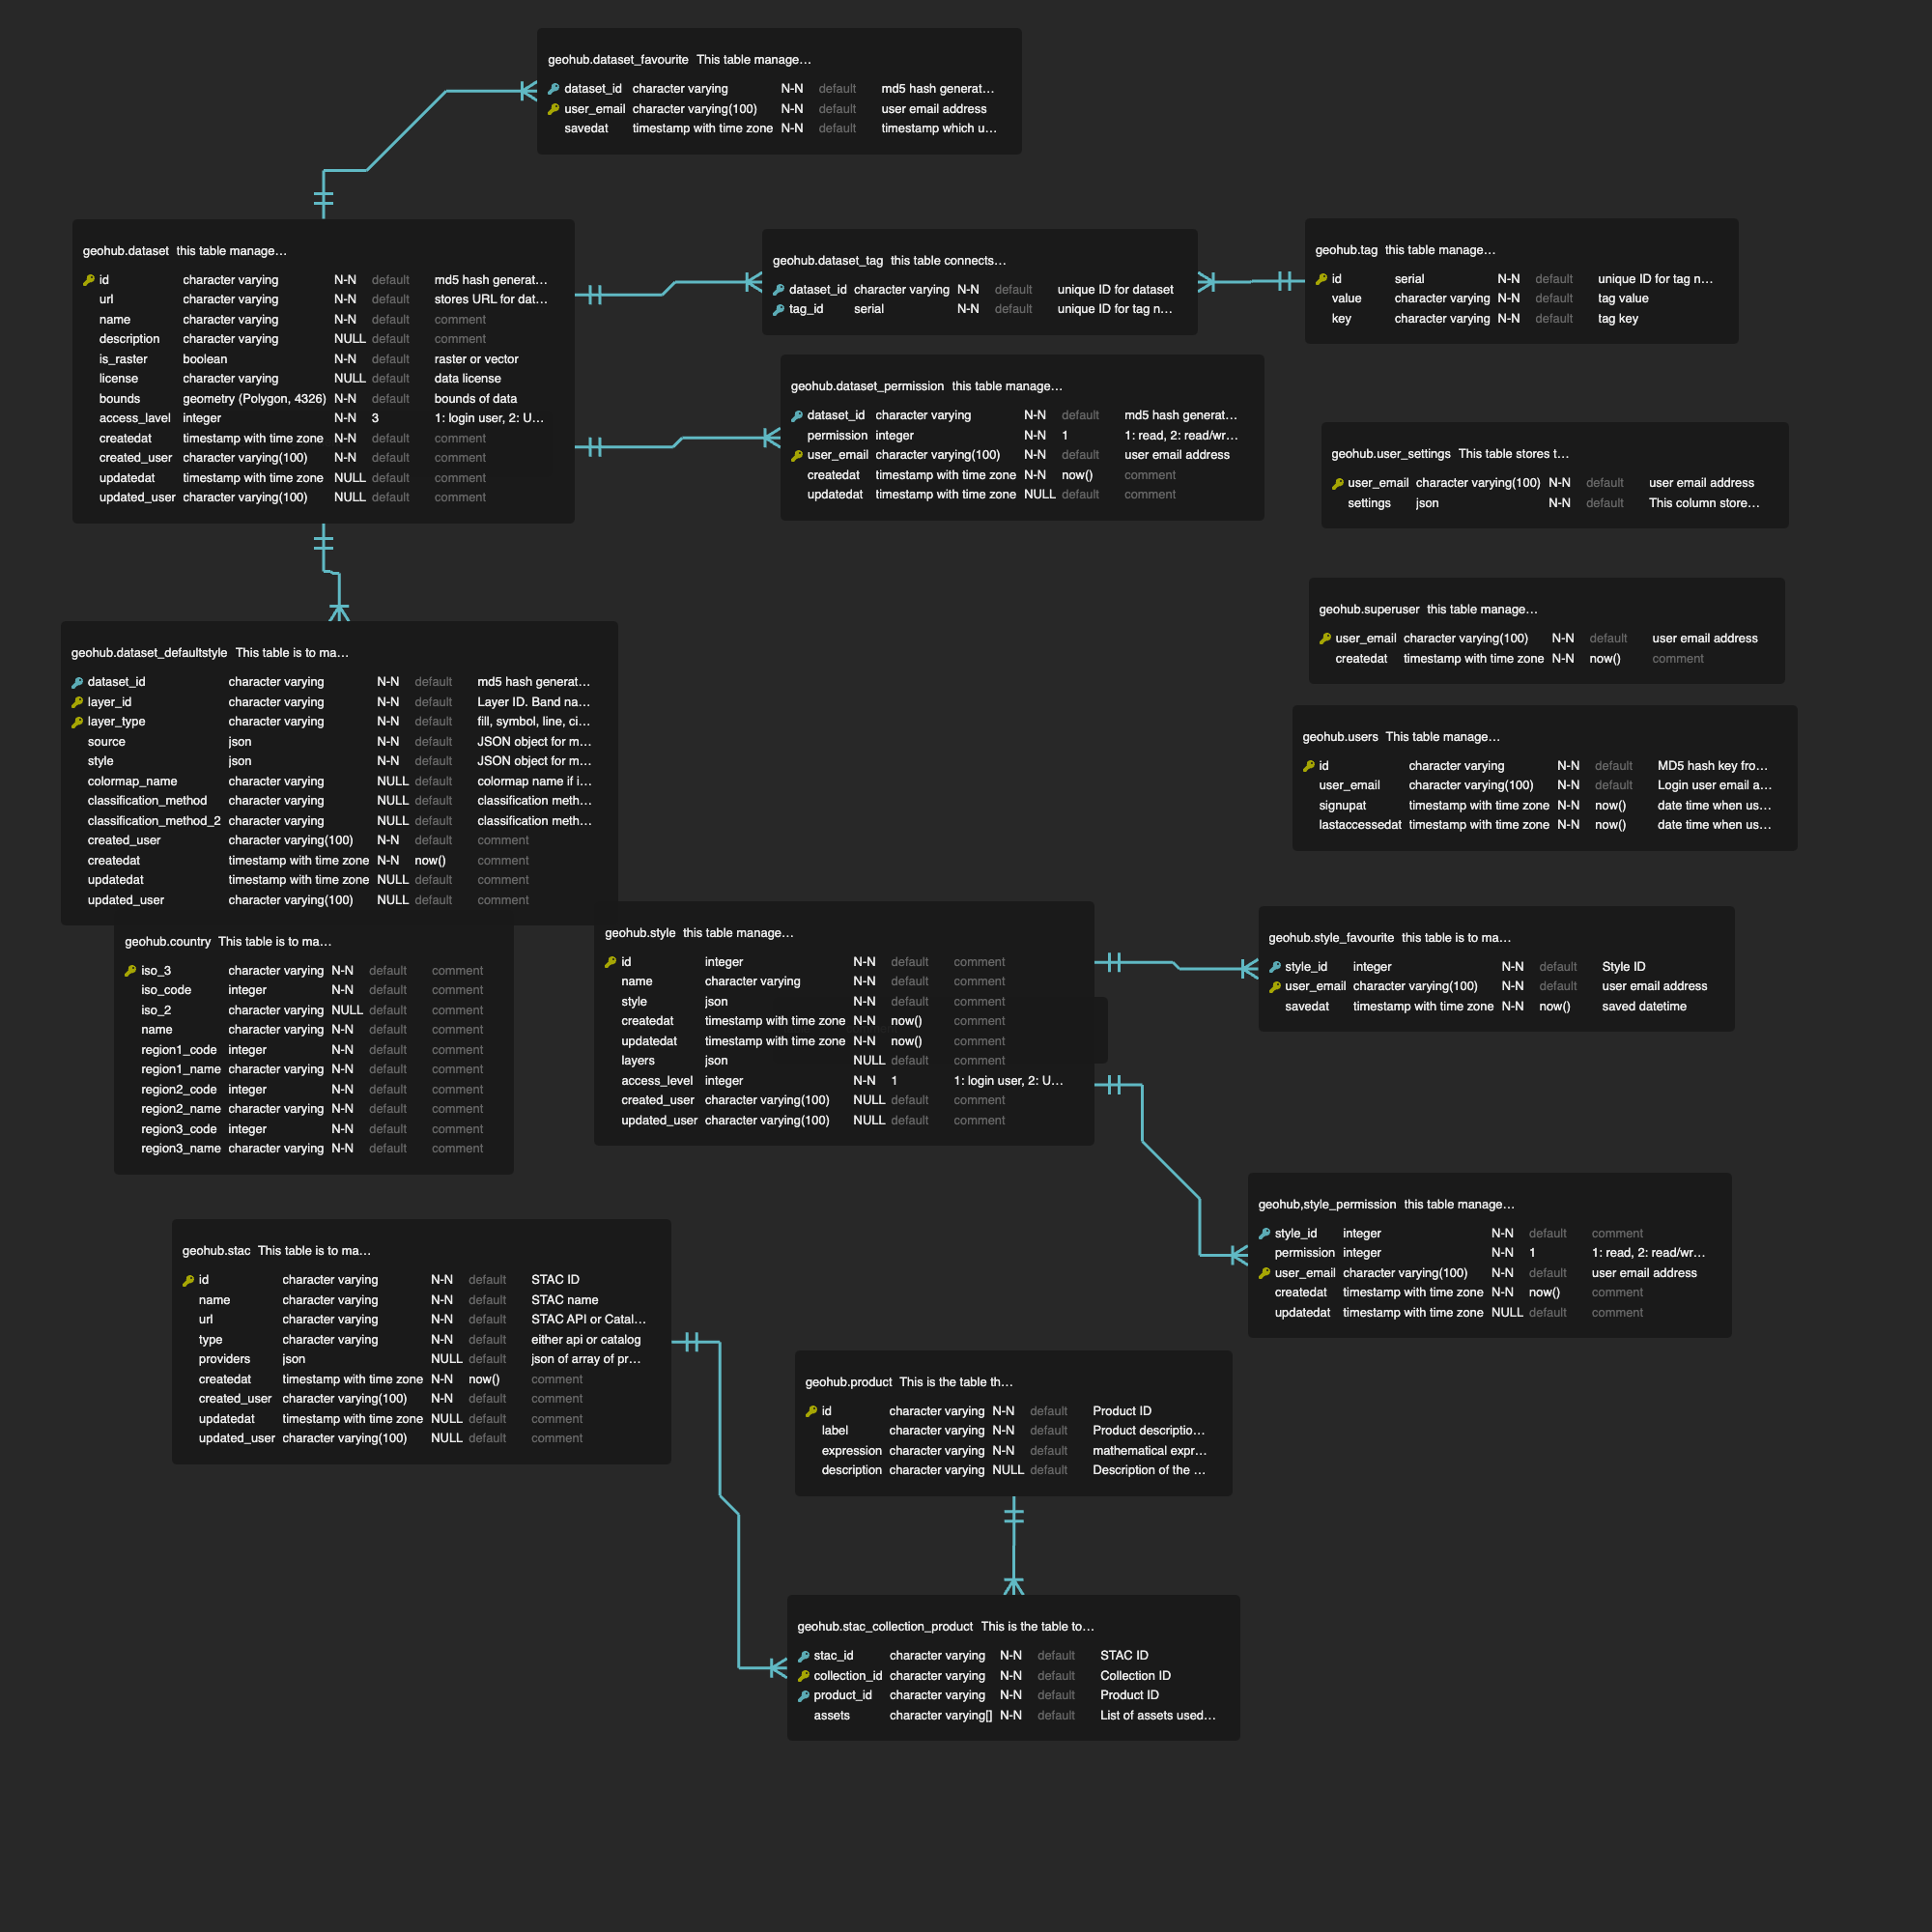 geohub.dataset_favourite This table manage…
dataset_id character varying N-N default md5 hash generat…
user_email character varying(100) N-N default user email address
savedat timestamp with time zone N-N default timestamp which u…
geohub.dataset this table manage…
id character varying N-N default md5 hash generat…
url character varying N-N default stores URL for dat…
name character varying N-N default comment
description character varying NULL default comment
is_raster boolean N-N default raster or vector
license character varying NULL default data license
bounds geometry (Polygon, 4326) N-N default bounds of data
access_lavel integer N-N 3 1: login user, 2: U…
createdat timestamp with time zone N-N default comment
created_user character varying(100) N-N default comment
updatedat timestamp with time zone NULL default comment
updated_user character varying(100) NULL default comment
geohub.dataset_tag this table connects…
dataset_id character varying N-N default unique ID for dataset
tag_id serial N-N default unique ID for tag n…
geohub.tag this table manage…
id serial N-N default unique ID for tag n…
value character varying N-N default tag value
key character varying N-N default tag key
geohub.dataset_permission this table manage…
dataset_id character varying N-N default md5 hash generat…
permission integer N-N 1 1: read, 2: read/wr…
user_email character varying(100) N-N default user email address
createdat timestamp with time zone N-N now() comment
updatedat timestamp with time zone NULL default comment
geohub.user_settings This table stores t…
user_email character varying(100) N-N default user email address
settings json N-N default This column store…
geohub.superuser this table manage…
user_email character varying(100) N-N default user email address
createdat timestamp with time zone N-N now() comment
geohub.dataset_defaultstyle This table is to ma…
dataset_id character varying N-N default md5 hash generat…
layer_id character varying N-N default Layer ID. Band na…
layer_type character varying N-N default fill, symbol, line, ci…
source json N-N default JSON object for m…
style json N-N default JSON object for m…
colormap_name character varying NULL default colormap name if i…
classification_method character varying NULL default classification meth…
classification_method_2 character varying NULL default classification meth…
created_user character varying(100) N-N default comment
createdat timestamp with time zone N-N now() comment
updatedat timestamp with time zone NULL default comment
updated_user character varying(100) NULL default comment
geohub.users This table manage…
id character varying N-N default MD5 hash key fro…
user_email character varying(100) N-N default Login user email a…
signupat timestamp with time zone N-N now() date time when us…
lastaccessedat timestamp with time zone N-N now() date time when us…
geohub.country This table is to ma…
iso_3 character varying N-N default comment
iso_code integer N-N default comment
iso_2 character varying NULL default comment
name character varying N-N default comment
region1_code integer N-N default comment
region1_name character varying N-N default comment
region2_code integer N-N default comment
region2_name character varying N-N default comment
region3_code integer N-N default comment
region3_name character varying N-N default comment
geohub.style this table manage…
id integer N-N default comment
name character varying N-N default comment
style json N-N default comment
createdat timestamp with time zone N-N now() comment
updatedat timestamp with time zone N-N now() comment
layers json NULL default comment
access_level integer N-N 1 1: login user, 2: U…
created_user character varying(100) NULL default comment
updated_user character varying(100) NULL default comment
geohub.style_favourite this table is to ma…
style_id integer N-N default Style ID
user_email character varying(100) N-N default user email address
savedat timestamp with time zone N-N now() saved datetime
geohub,style_permission this table manage…
style_id integer N-N default comment
permission integer N-N 1 1: read, 2: read/wr…
user_email character varying(100) N-N default user email address
createdat timestamp with time zone N-N now() comment
updatedat timestamp with time zone NULL default comment
geohub.stac This table is to ma…
id character varying N-N default STAC ID
name character varying N-N default STAC name
url character varying N-N default STAC API or Catal…
type character varying N-N default either api or catalog
providers json NULL default json of array of pr…
createdat timestamp with time zone N-N now() comment
created_user character varying(100) N-N default comment
updatedat timestamp with time zone NULL default comment
updated_user character varying(100) NULL default comment
geohub.product This is the table th…
id character varying N-N default Product ID
label character varying N-N default Product descriptio…
expression character varying N-N default mathematical expr…
description character varying NULL default Description of the …
geohub.stac_collection_product This is the table to…
stac_id character varying N-N default STAC ID
collection_id character varying N-N default Collection ID
product_id character varying N-N default Product ID
assets character varying[] N-N default List of assets used…